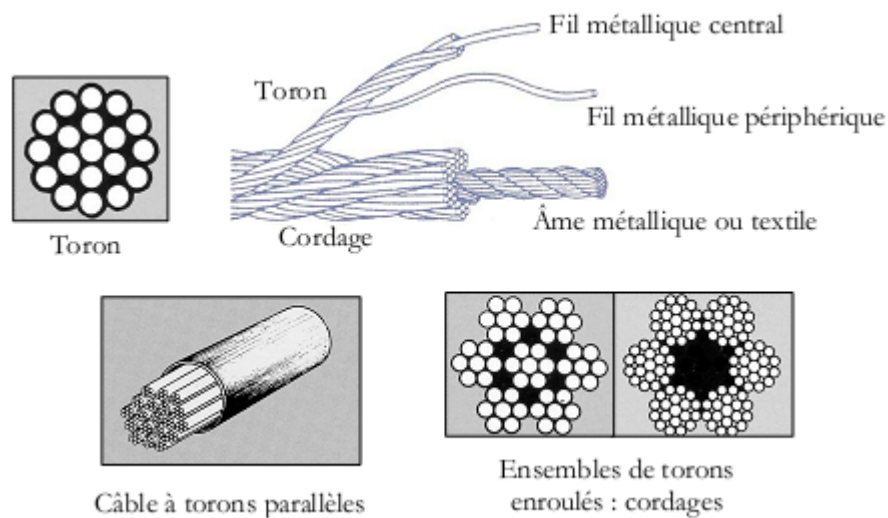 Fil métallique central
Toron
Fil métallique périphérique
Âme métallique ou textile
Cordage
Toron
Câble à torons parallèles
Ensembles de torons
enroulés : cordages